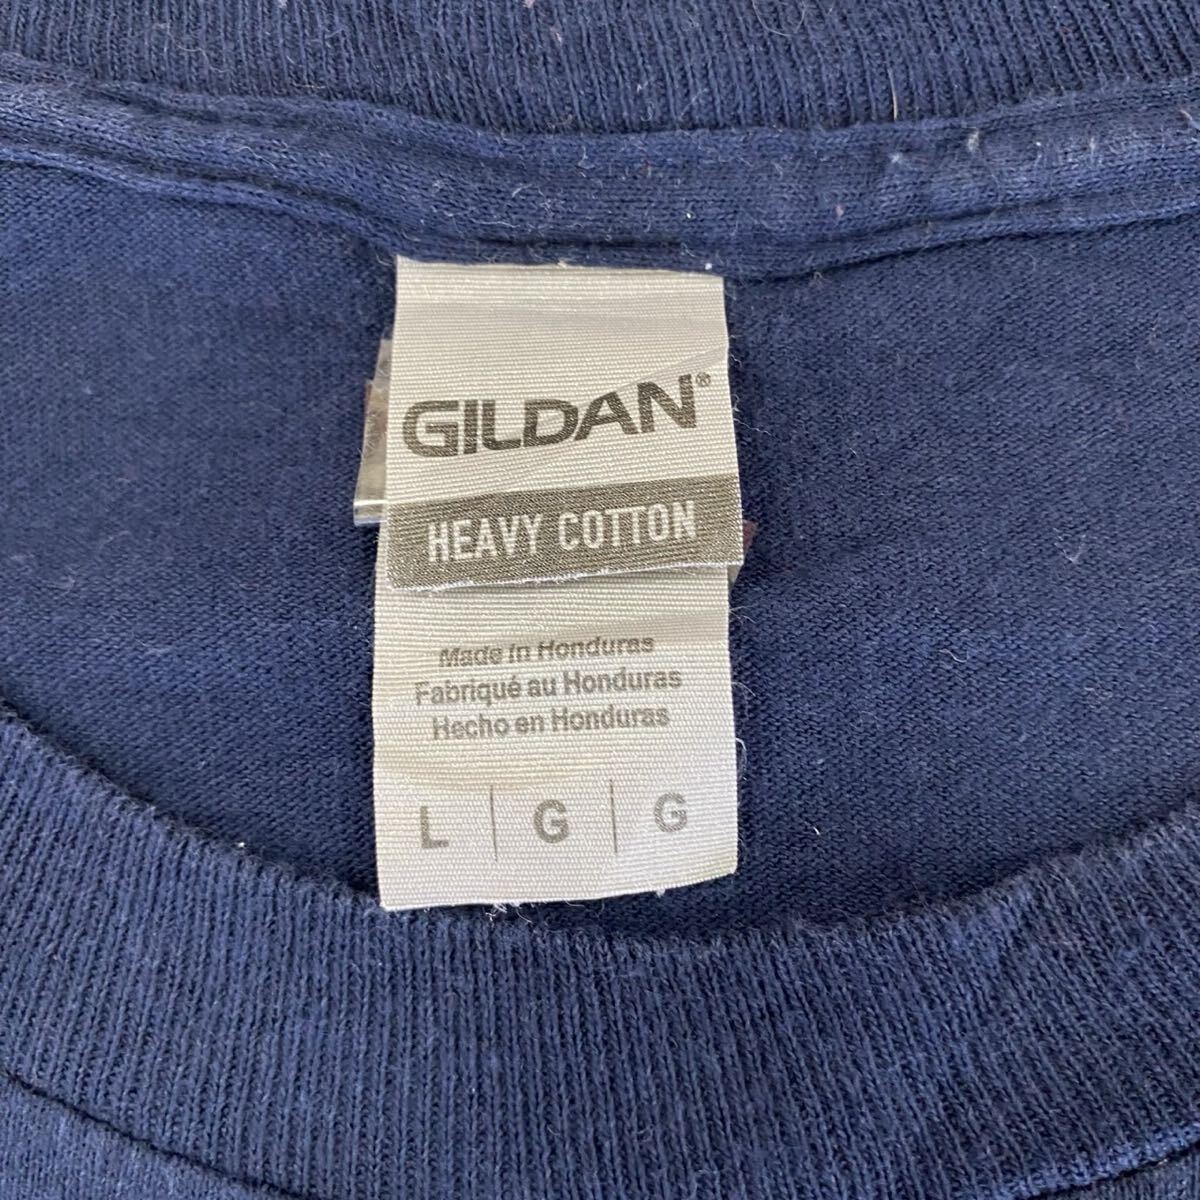 GILDAN®
HEAVY COTTON
Made in Honduras
Fabriqué au Honduras
Hecho en Honduras
L | G | G